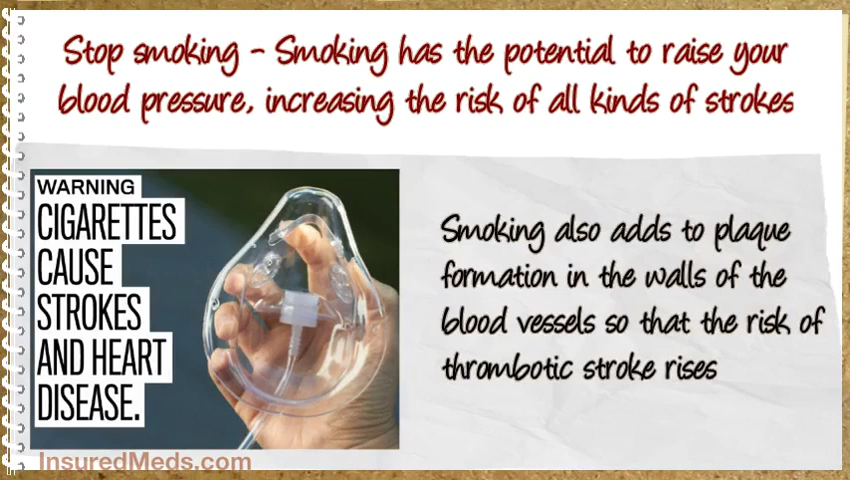 Stop smoking - Smoking has the potential to raise your
blood pressure, increasing the risk of all kinds of strokes
WARNING
CIGARETTES
CAUSE
STROKES
AND HEART
DISEASE.
Smoking also adds to plaque
formation in the walls of the
blood vessels so that the risk of
thrombotic stroke rises
InsuredMeds.com